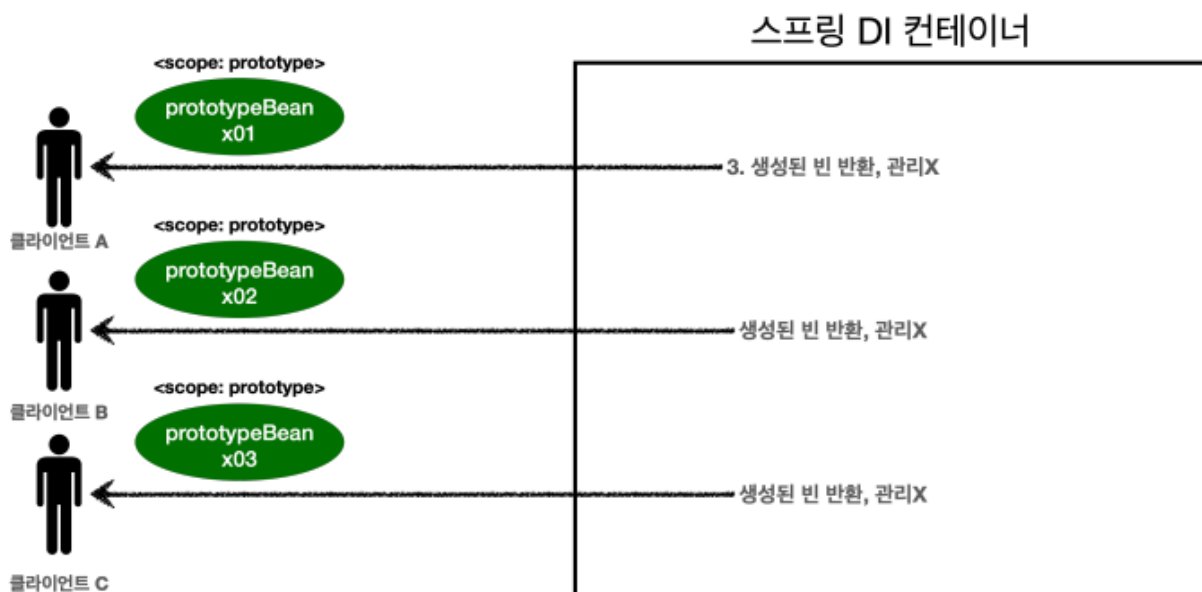 스프링 DI 컨테이너
<scope: prototype>
prototypeBean
x01
3. 생성된 빈 반환, 관리X
클라이언트 A
<scope: prototype>
prototypeBean
x02
생성된 빈 반환, 관리X
클라이언트 B
<scope: prototype>
prototypeBean
x03
생성된 빈 반환, 관리X
클라이언트 C